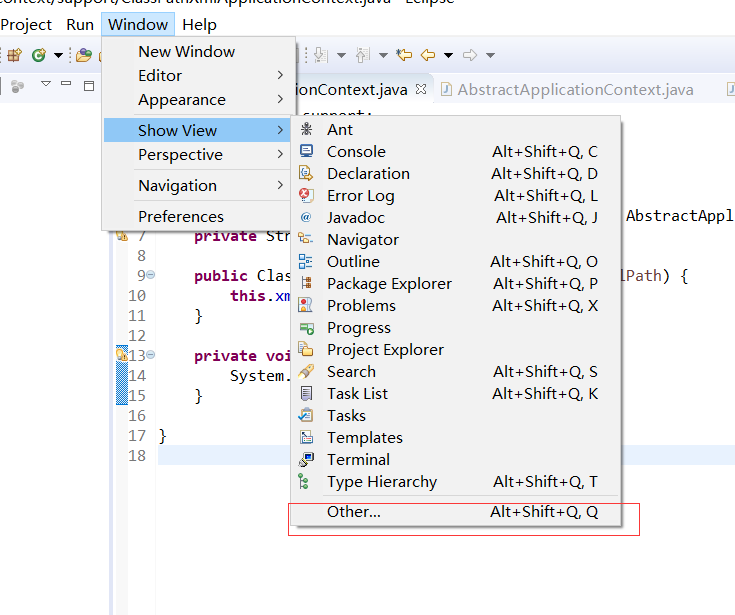 context/support/ClassPathXmlApplicationContext.java - Eclipse
Project Run Window Help
New Window
Editor
Appearance
Show View
Perspective
Navigation
Preferences
ionContext.java
AbstractApplicationContext.java
support;
Ant
Console Alt+Shift+Q, C
Declaration Alt+Shift+Q, D
Error Log Alt+Shift+Q, L
Javadoc Alt+Shift+Q, J
Navigator
Outline Alt+Shift+Q, O
Package Explorer Alt+Shift+Q, P
Problems Alt+Shift+Q, X
Progress
Project Explorer
Search Alt+Shift+Q, S
Task List Alt+Shift+Q, K
Tasks
Templates
Terminal
Type Hierarchy Alt+Shift+Q, T
Other... Alt+Shift+Q, Q
AbstractAppl
7 private Str
8
9 public Clas lPath) {
10 this.xm
11 }
12
13 private voi
14 System.
15 }
16
17 }
18